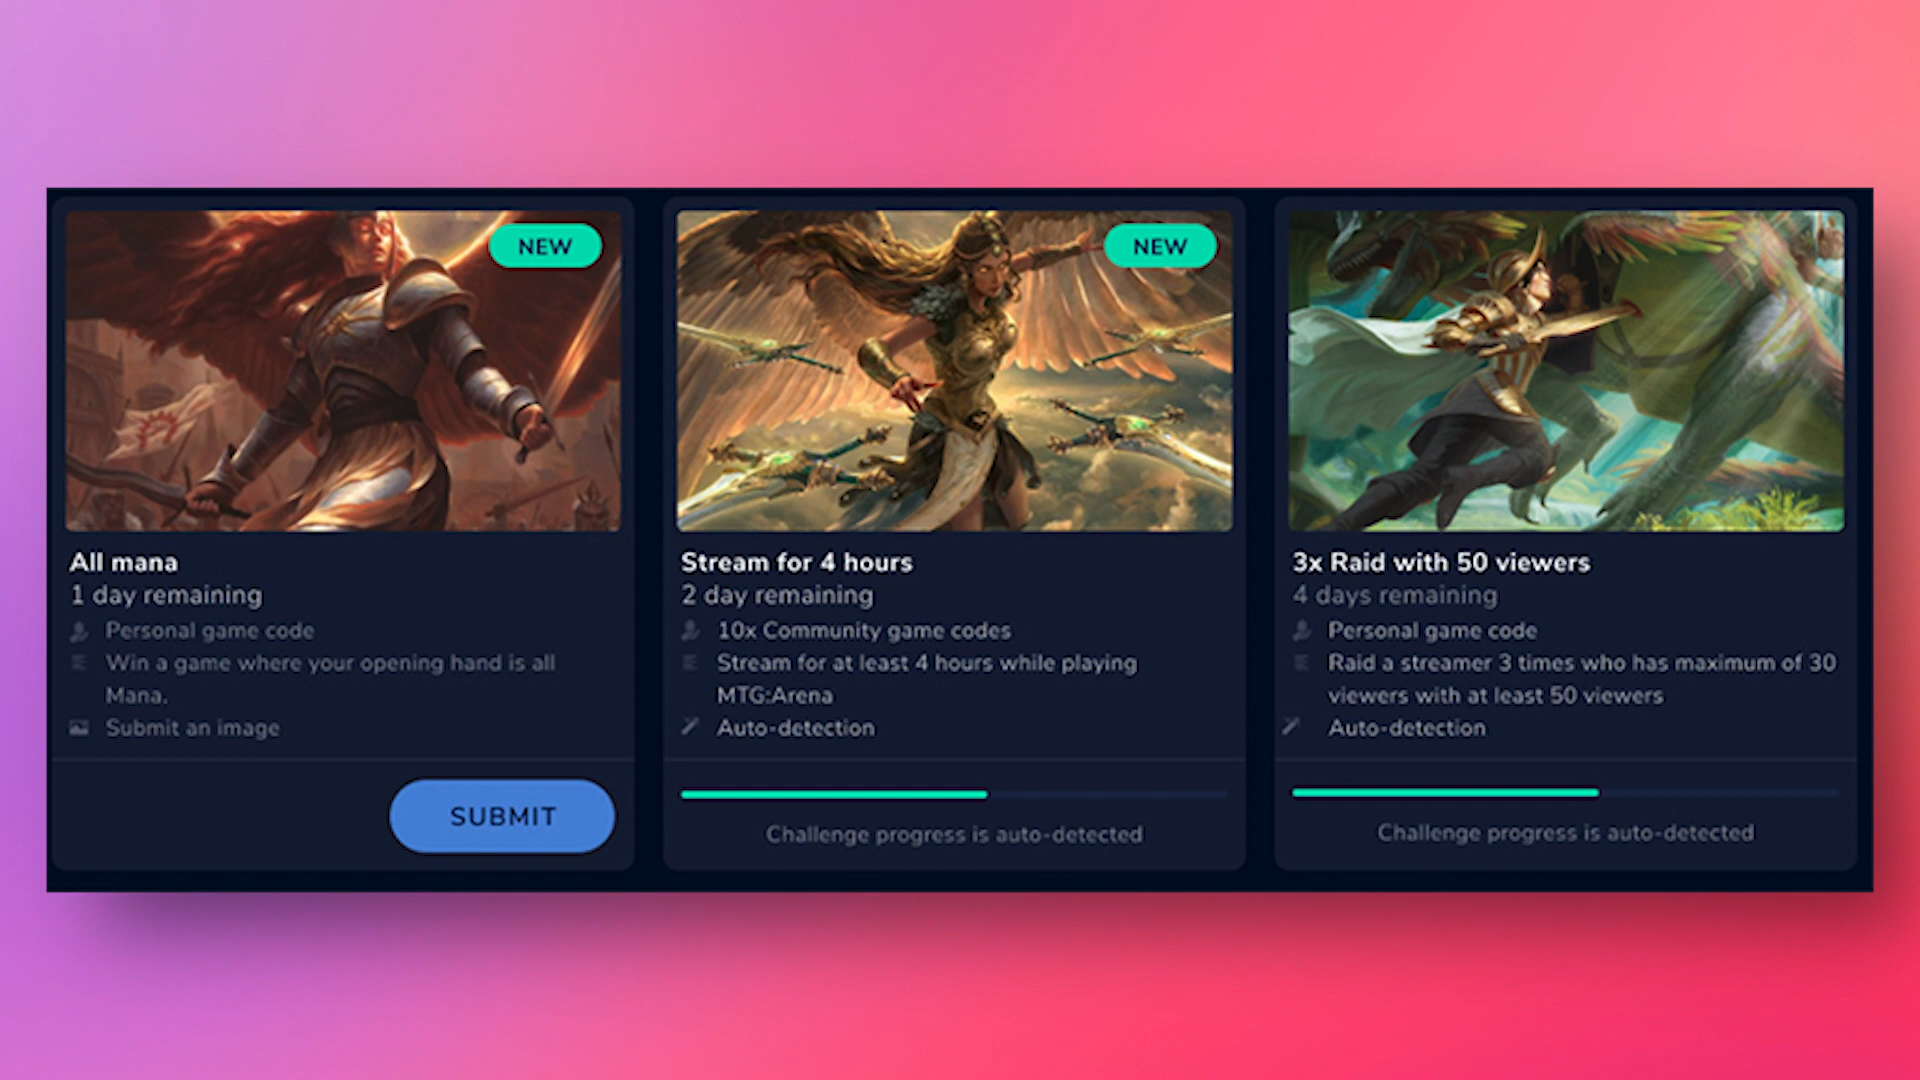 NEW
All mana
1 day remaining
Personal game code
Win a game where your opening hand is all
Mana.
Submit an image
SUBMIT
NEW
Stream for 4 hours
2 day remaining
10x Community game codes
Stream for at least 4 hours while playing
MTG:Arena
Auto-detection
Challenge progress is auto-detected
3x Raid with 50 viewers
4 days remaining
Personal game code
Raid a streamer 3 times who has maximum of 30
viewers with at least 50 viewers
Auto-detection
Challenge progress is auto-detected